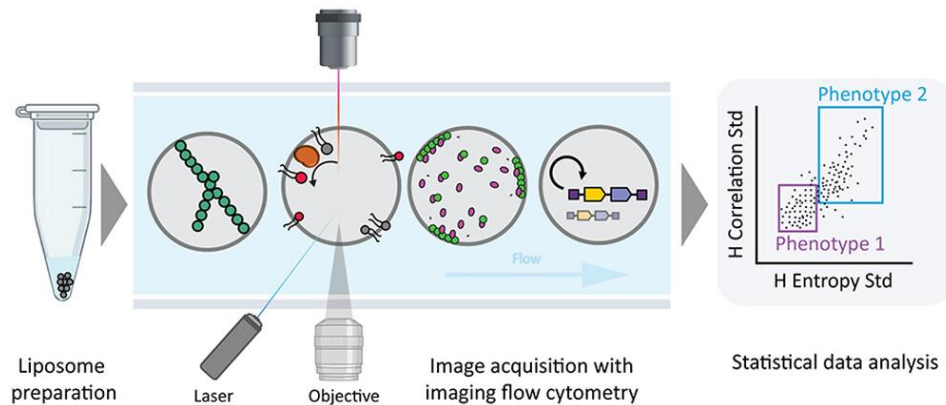 Flow
Liposome
preparation
Laser
Objective
Image acquisition with
imaging flow cytometry
Phenotype 2
H Correlation Std
Phenotype 1
H Entropy Std
Statistical data analysis